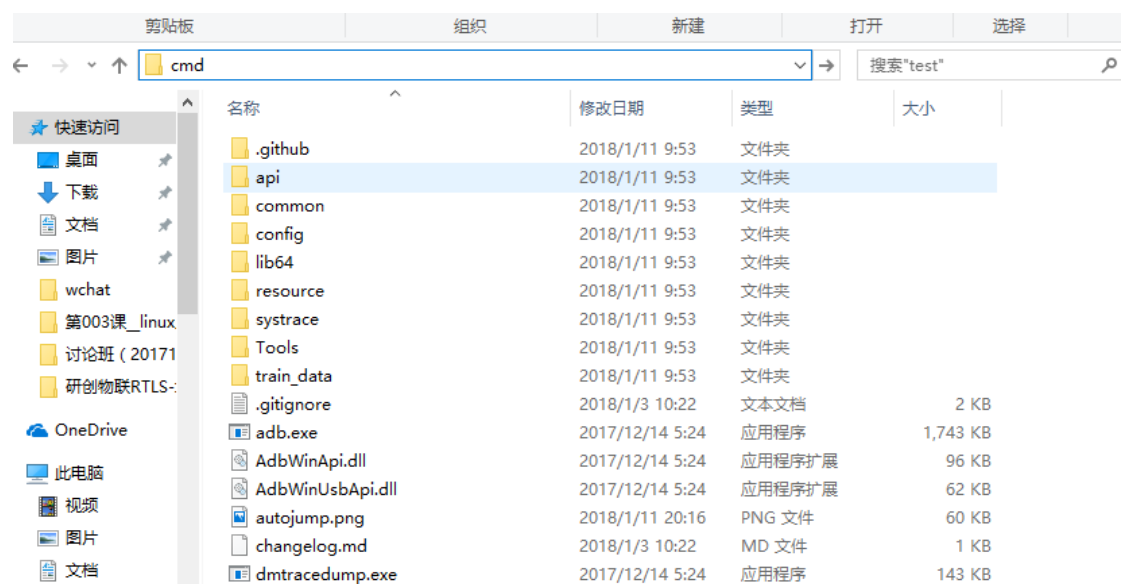 剪贴板 组织 新建 打开 选择
cmd 搜索"test"
名称 修改日期 类型 大小
快速访问
桌面
下载
文档
图片
wchat
第003课__linux
讨论班（20171
研创物联RTLS-
OneDrive
此电脑
视频
图片
文档
.github 2018/1/11 9:53 文件夹
api 2018/1/11 9:53 文件夹
common 2018/1/11 9:53 文件夹
config 2018/1/11 9:53 文件夹
lib64 2018/1/11 9:53 文件夹
resource 2018/1/11 9:53 文件夹
systrace 2018/1/11 9:53 文件夹
Tools 2018/1/11 9:53 文件夹
train_data 2018/1/11 9:53 文件夹
.gitignore 2018/1/3 10:22 文本文档 2 KB
adb.exe 2017/12/14 5:24 应用程序 1,743 KB
AdbWinApi.dll 2017/12/14 5:24 应用程序扩展 96 KB
AdbWinUsbApi.dll 2017/12/14 5:24 应用程序扩展 62 KB
autojump.png 2018/1/11 20:16 PNG 文件 60 KB
changelog.md 2018/1/3 10:22 MD 文件 1 KB
dmtracedump.exe 2017/12/14 5:24 应用程序 143 KB